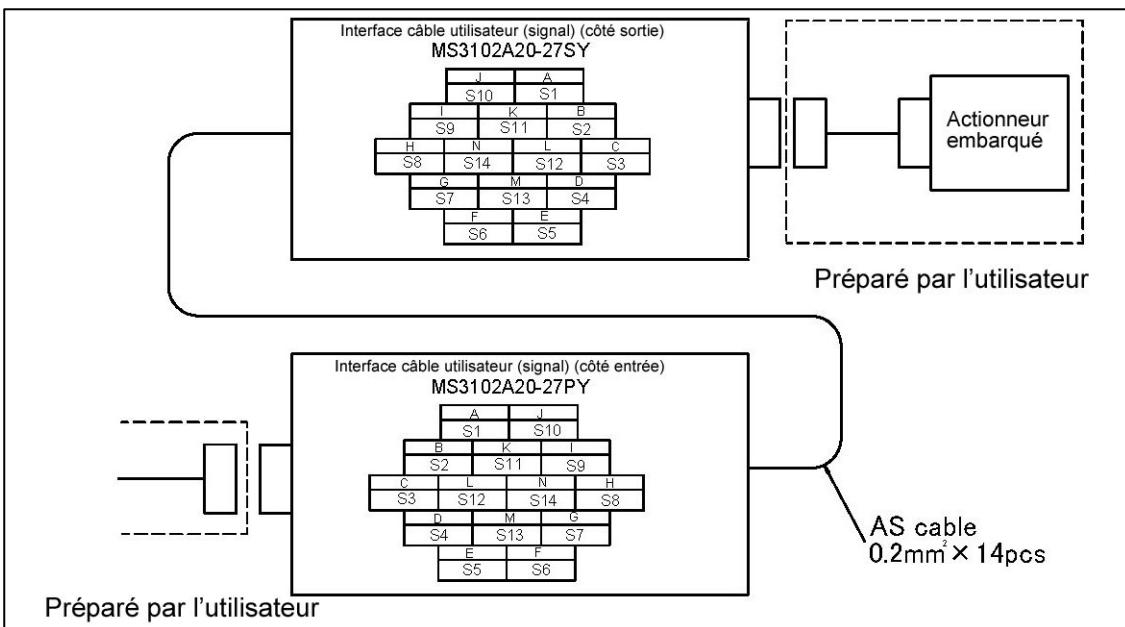 Interface câble utilisateur (signal) (côté sortie)
MS3102A20-27SY
J A
S10 S1
I K B
S9 S11 S2
H N L C
S8 S14 S12 S3
G M D
S7 S13 S4
F E
S6 S5
Actionneur
embarqué
Préparé par l’utilisateur
Interface câble utilisateur (signal) (côté entrée)
MS3102A20-27PY
A J
S1 S10
B K I
S2 S11 S9
C L N H
S3 S12 S14 S8
D M G
S4 S13 S7
E F
S5 S6
AS cable
0.2mm² × 14pcs
Préparé par l’utilisateur